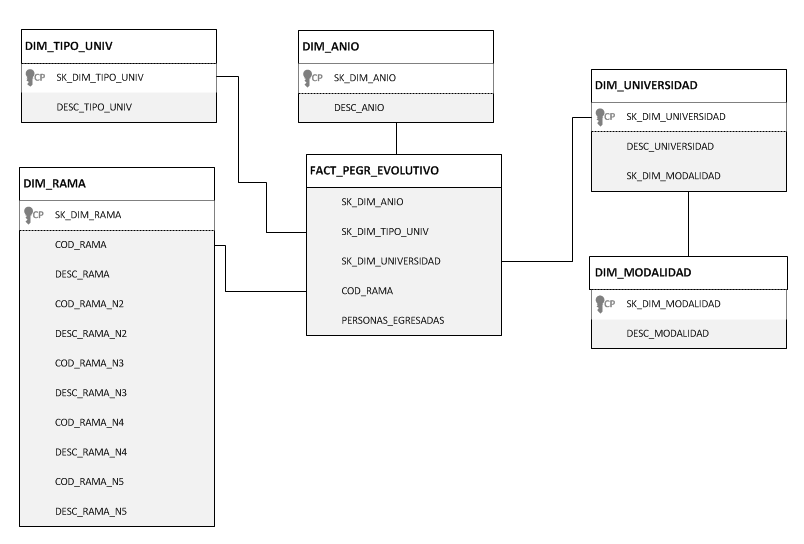 DIM_TIPO_UNIV
CP SK_DIM_TIPO_UNIV
DESC_TIPO_UNIV
DIM_ANIO
CP SK_DIM_ANIO
DESC_ANIO
DIM_UNIVERSIDAD
CP SK_DIM_UNIVERSIDAD
DESC_UNIVERSIDAD
SK_DIM_MODALIDAD
DIM_RAMA
CP SK_DIM_RAMA
COD_RAMA
DESC_RAMA
COD_RAMA_N2
DESC_RAMA_N2
COD_RAMA_N3
DESC_RAMA_N3
COD_RAMA_N4
DESC_RAMA_N4
COD_RAMA_N5
DESC_RAMA_N5
FACT_PEGR_EVOLUTIVO
SK_DIM_ANIO
SK_DIM_TIPO_UNIV
SK_DIM_UNIVERSIDAD
COD_RAMA
PERSONAS_EGRESADAS
DIM_MODALIDAD
CP SK_DIM_MODALIDAD
DESC_MODALIDAD